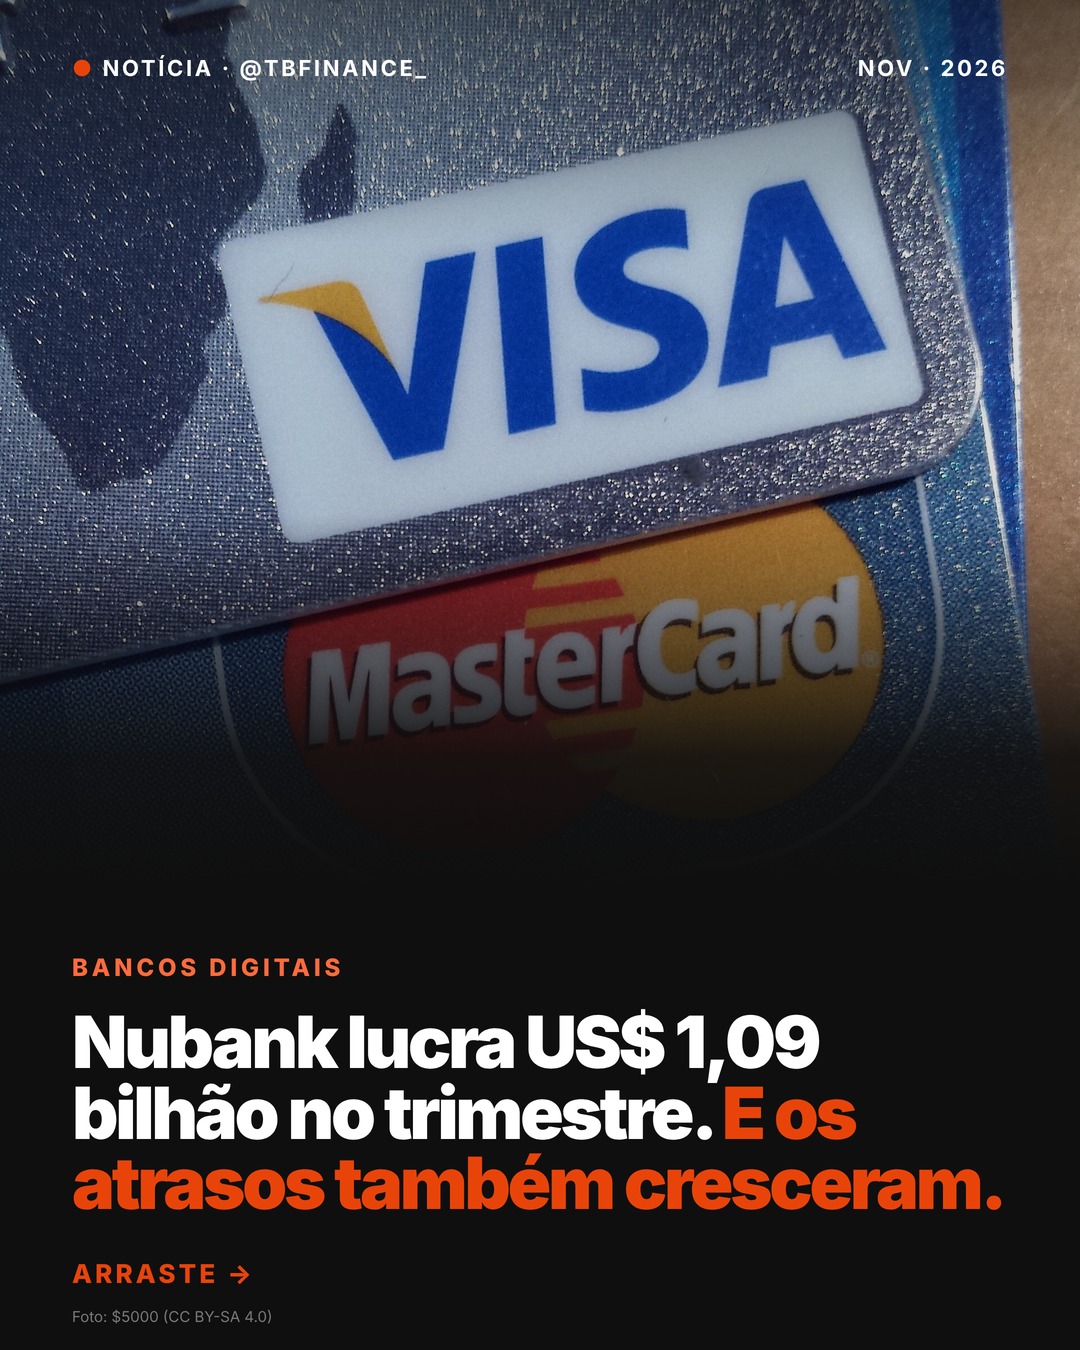 NOTÍCIA · @TBFINANCE_
NOV · 2026
VISA
MasterCard
BANCOS DIGITAIS
Nubank lucra US$ 1,09
bilhão no trimestre. E os
atrasos também cresceram.
ARRASTE →
Foto: $5000 (CC BY-SA 4.0)